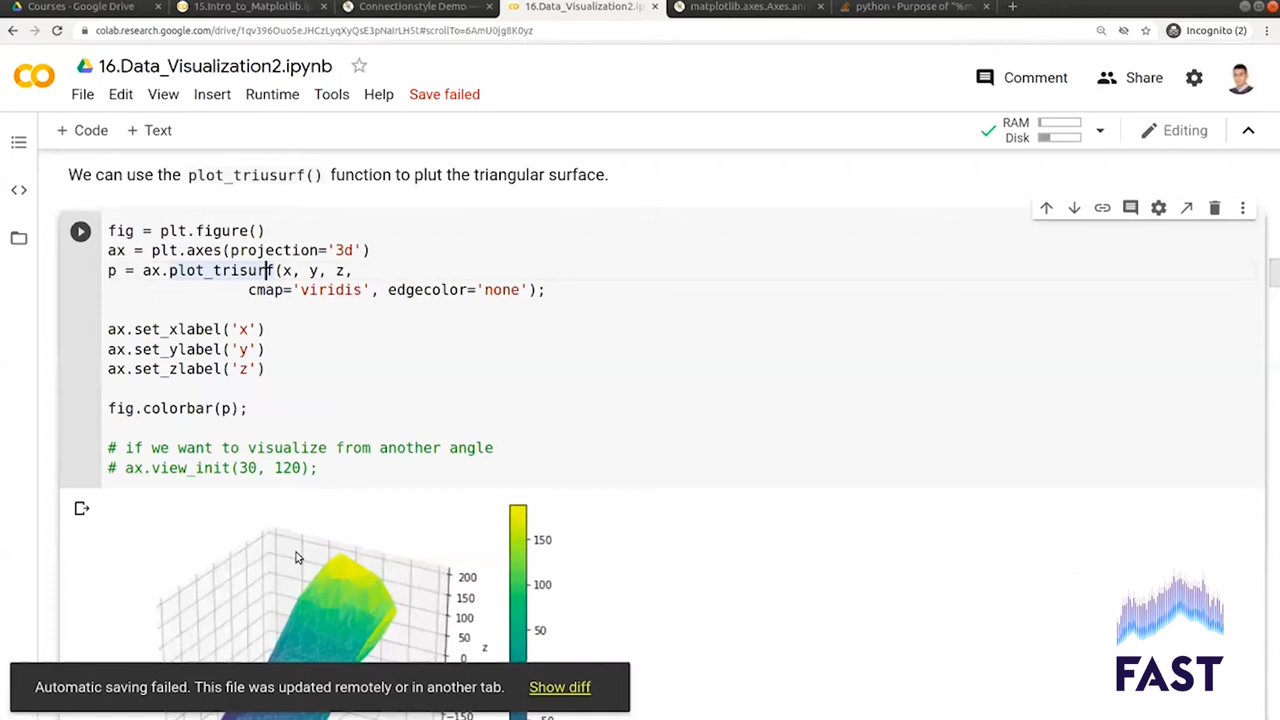 Courses - Google Drive
15.Intro_to_Matplotlib.i
Connectionstyle Demo
16.Data_Visualization2.ip
matplotlib.axes.Axes.an
python - Purpose of "%m
colab.research.google.com/drive/1qv396Ouo5eJHCzLyqXyQsE3pNaIrLH5t#scrollTo=6AmU0jg8K0yz
Incognito (2)
CO
16.Data_Visualization2.ipynb
Comment
Share
File Edit View Insert Runtime Tools Help Save failed
+ Code + Text
RAM
Disk
Editing
We can use the plot_triusurf() function to plut the triangular surface.
fig = plt.figure()
ax = plt.axes(projection='3d')
p = ax.plot_trisurf(x, y, z,
cmap='viridis', edgecolor='none');
ax.set_xlabel('x')
ax.set_ylabel('y')
ax.set_zlabel('z')
fig.colorbar(p);
# if we want to visualize from another angle
# ax.view_init(30, 120);
150
100
50
200
150
100
50
0
z
-150
-50
Automatic saving failed. This file was updated remotely or in another tab. Show diff
FAST